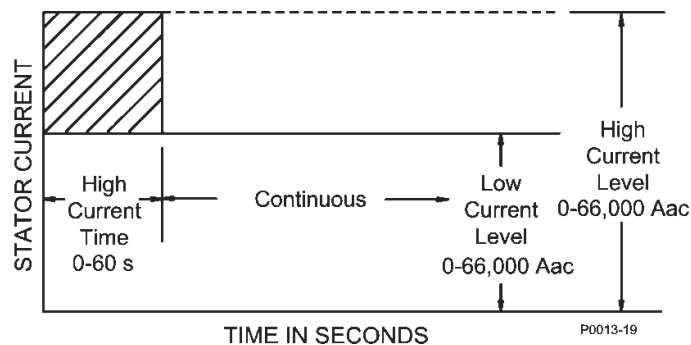 STATOR CURRENT
High
Current
Time
0-60 s
Continuous
Low
Current
Level
0-66,000 Aac
High
Current
Level
0-66,000 Aac
TIME IN SECONDS
P0013-19